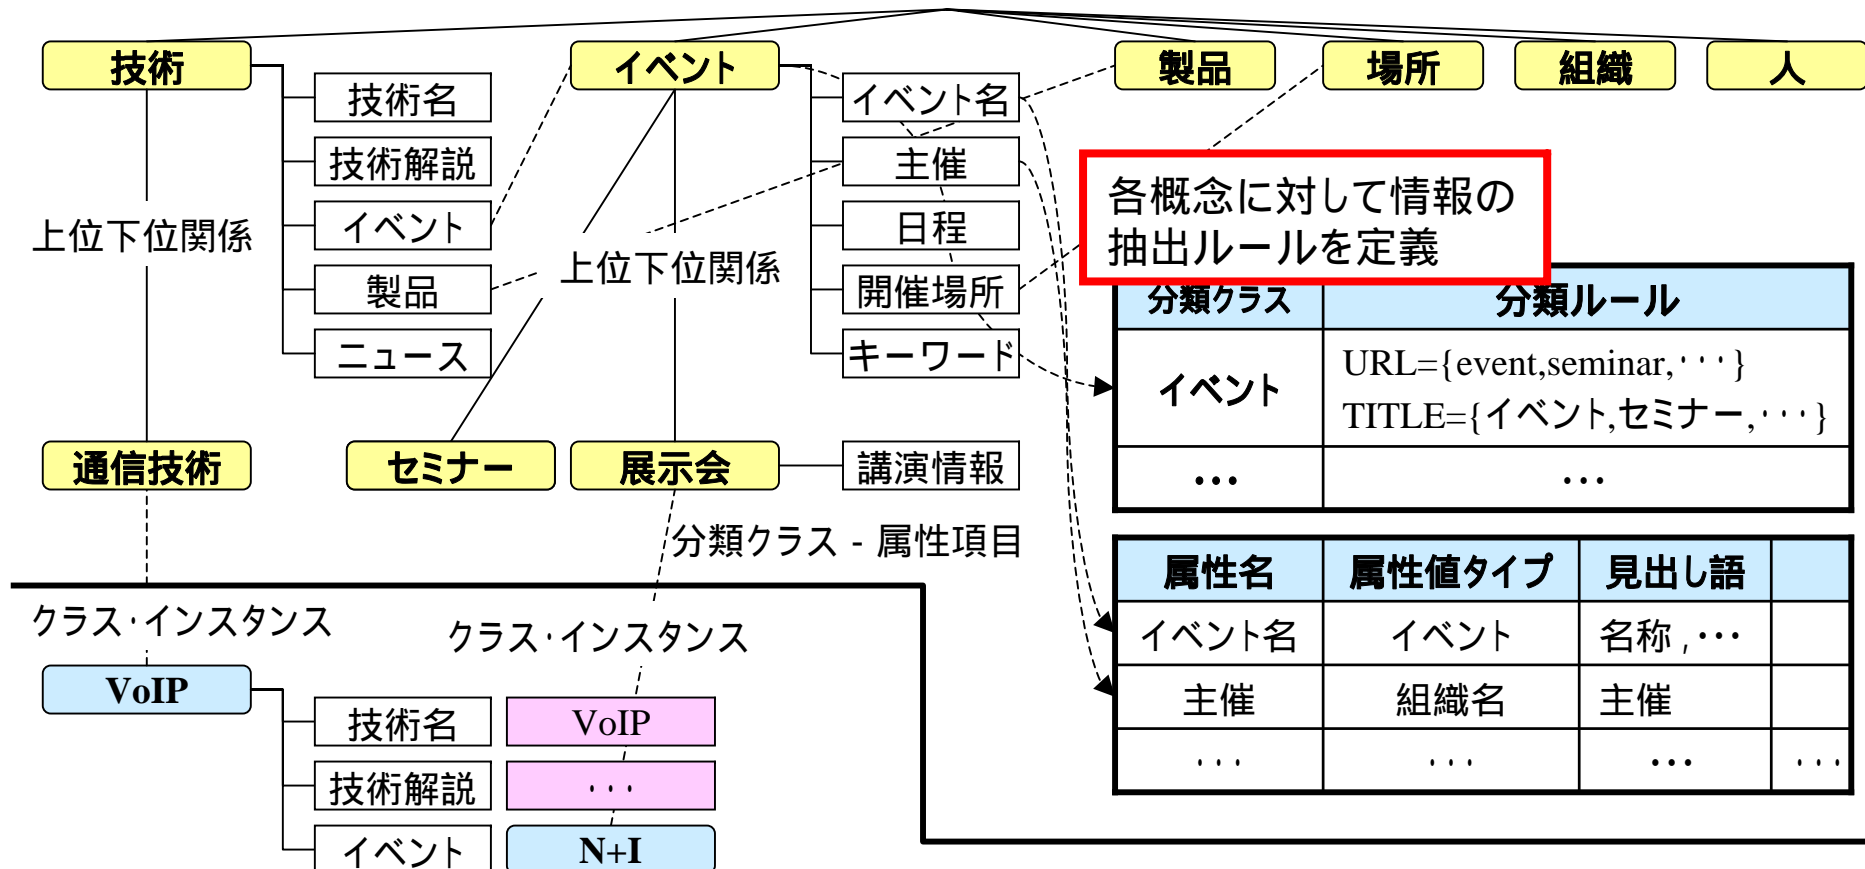 技術
イベント
製品
場所
組織
人
技術名
技術解説
イベント
製品
ニュース
イベント名
主催
日程
開催場所
キーワード
上位下位関係
上位下位関係
各概念に対して情報の
抽出ルールを定義
分類クラス
分類ルール
イベント
URL={event,seminar,･･･}
TITLE={イベント,セミナー,･･･}
･･･
･･･
通信技術
セミナー
展示会
講演情報
分類クラス - 属性項目
属性名
属性値タイプ
見出し語
イベント名
イベント
名称 , ･･･
主催
組織名
主催
･･･
･･･
･･･
･･･
クラス･インスタンス
クラス･インスタンス
VoIP
技術名
VoIP
技術解説
･･･
イベント
N+I